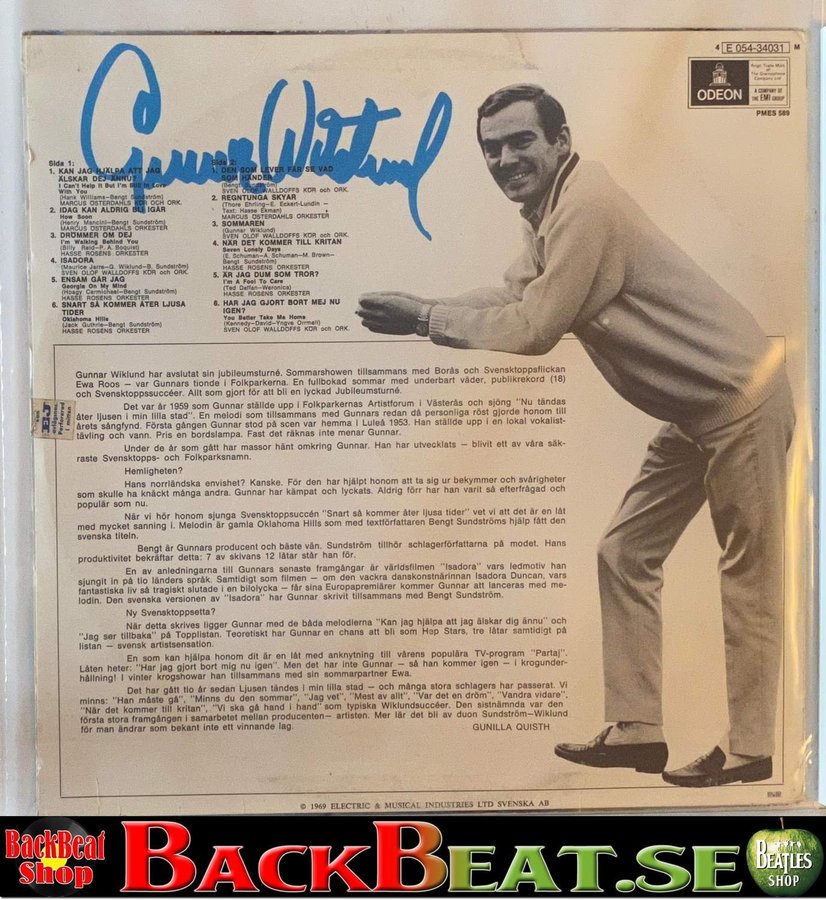 4 E 054-34031 M
ODEON
A COMPANY OF
THE EMI GROUP
PMES 589
Gunnar Wiklund
Side 1:
1. KAN JAG HJÄLPA ATT JAG
ÄLSKAR DEJ ÄNNU?
I Can't Help It But I'm Still In Love
With You
(Hank Williams—Bengt Sundström)
MARCUS ÖSTERDAHLS KÖR OCH ORK.
2. IDAG KAN ALDRIG BLI IGÅR
How Soon
(Henry Mancini—Bengt Sundström)
MARCUS ÖSTERDAHLS ORKESTER
3. DRÖMMER OM DEJ
I'm Walking Behind You
(Billy Reid—P. A. Boquist)
HASSE ROSENS ORKESTER
4. ISADORA
(Maurice Jarre—G. Wiklund—B. Sundström)
SVEN OLOF WALLDOFFS KÖR och ORK.
5. ENSAM GÅR JAG
Georgia On My Mind
(Hoagy Carmichael—Bengt Sundström)
HASSE ROSENS ORKESTER
6. SNART SÅ KOMMER ÅTER LJUSA
TIDER
Oklahoma Hills
(Jack Guthrie—Bengt Sundström)
HASSE ROSENS ORKESTER
Sida 2:
1. DEN SOM LEVER FÅR SE VAD
SOM HÄNDER
(Bengt Sundström)
SVEN OLOF WALLDOFFS KÖR och ORK.
2. REGNTUNGA SKYAR
(Thore Ehrling—E. Eckert-Lundin —
Text: Hasse Ekman)
MARCUS ÖSTERDAHLS ORKESTER
3. SOMMAREN
(Gunnar Wiklund)
SVEN OLOF WALLDOFFS KÖR och ORK.
4. NÄR DET KOMMER TILL KRITAN
Seven Lonely Days
(E. Schuman—A. Schuman—M. Brown—
Bengt Sundström)
HASSE ROSENS ORKESTER
5. ÄR JAG DUM SOM TROR?
I'm A Fool To Care
(Ted Daffan—Weronica)
HASSE ROSENS ORKESTER
6. HAR JAG GJORT BORT MEJ NU
IGEN?
You Better Take Me Home
(Kennedy—David—Yngve Orrmell)
SVEN OLOF WALLDOFFS KÖR och ORK.
Gunnar Wiklund har avslutat sin jubileumsturné. Sommarshowen tillsammans med Borås och Svensktoppsflickan
Ewa Roos — var Gunnars tionde i Folkparkerna. En fullbokad sommar med underbart väder, publikrekord (18)
och Svensktoppssuccéer. Allt som gjort för att bli en lyckad Jubileumsturné.
Det var år 1959 som Gunnar ställde upp i Folkparkernas Artistforum i Västerås och sjöng "Nu tändas
åter ljusen i min lilla stad". En melodi som tillsammans med Gunnars redan då personliga röst gjorde honom till
årets sångfynd. Första gången Gunnar stod på scen var hemma i Luleå 1953. Han ställde upp i en lokal vokalist-
tävling och vann. Pris en bordslampa. Fast det räknas inte menar Gunnar.
Under de år som gått har massor hänt omkring Gunnar. Han har utvecklats — blivit ett av våra säk-
raste Svensktopps- och Folkparksnamn.
Hemligheten?
Hans norrländska envishet? Kanske. För den har hjälpt honom att ta sig ur bekymmer och svårigheter
som skulle ha knäckt många andra. Gunnar har kämpat och lyckats. Aldrig förr har han varit så efterfrågad och
populär som nu.
När vi hör honom sjunga Svensktoppsuccén "Snart så kommer åter ljusa tider" vet vi att det är en låt
med mycket sanning i. Melodin är gamla Oklahoma Hills som med textförfattaren Bengt Sundströms hjälp fått den
svenska titeln.
Bengt är Gunnars producent och bäste vän. Sundström tillhör schlagerförfattarna på modet. Hans
produktivitet bekräftar detta: 7 av skivans 12 låtar står han för.
En av anledningarna till Gunnars senaste framgångar är världsfilmen "Isadora" vars ledmotiv han
sjungit in på tio länders språk. Samtidigt som filmen — om den vackra danskonstnärinnan Isadora Duncan, vars
fantastiska liv så tragiskt slutade i en bilolycka — får sina Europapremiärer kommer Gunnar att lanceras med me-
lodin. Den svenska versionen av "Isadora" har Gunnar skrivit tillsammans med Bengt Sundström.
Ny Svensktoppsetta?
När detta skrives ligger Gunnar med de båda melodierna "Kan jag hjälpa att jag älskar dig ännu" och
"Jag ser tillbaka" på Topplistan. Teoretiskt har Gunnar en chans att bli som Hep Stars, tre låtar samtidigt på
listan — svensk artistsensation.
En som kan hjälpa honom dit är en låt med anknytning till vårens populära TV-program "Partaj".
Låten heter: "Har jag gjort bort mig nu igen". Men det har inte Gunnar — så han kommer igen — i krogunder-
hållning! I vinter krogshowar han tillsammans med sin sommarpartner Ewa.
Det har gått tio år sedan Ljusen tändes i min lilla stad — och många stora schlagers har passerat. Vi
minns: "Han måste gå", "Minns du den sommar", "Jag vet", "Mest av allt", "Var det en dröm", "Vandra vidare",
"När det kommer till kritan", "Vi ska gå hand i hand" som typiska Wiklundsuccéer. Den sistnämnda var den
första stora framgången i samarbetet mellan producenten— artisten. Mer lär det bli av duon Sundström—Wiklund
för man ändrar som bekant inte ett vinnande lag.
GUNILLA QUISTH
EJ
© 1969 ELECTRIC & MUSICAL INDUSTRIES LTD SVENSKA AB
BackBeat
Shop
BACKBEAT.SE
BEATLES
SHOP